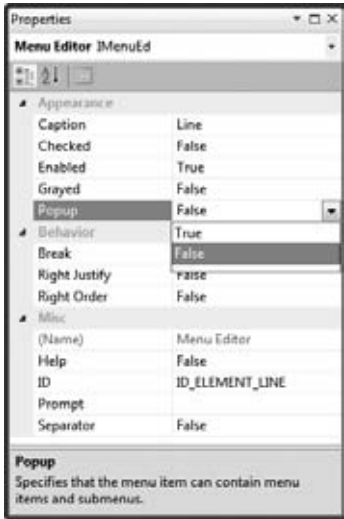 Properties
Menu Editor IMenuEd
Appearance
Caption Line
Checked False
Enabled True
Grayed False
Popup False
True
Behavior
False
Break
Right Justify False
Right Order False
Misc
(Name) Menu Editor
Help False
ID ID_ELEMENT_LINE
Prompt
Separator False
Popup
Specifies that the menu item can contain menu
items and submenus.